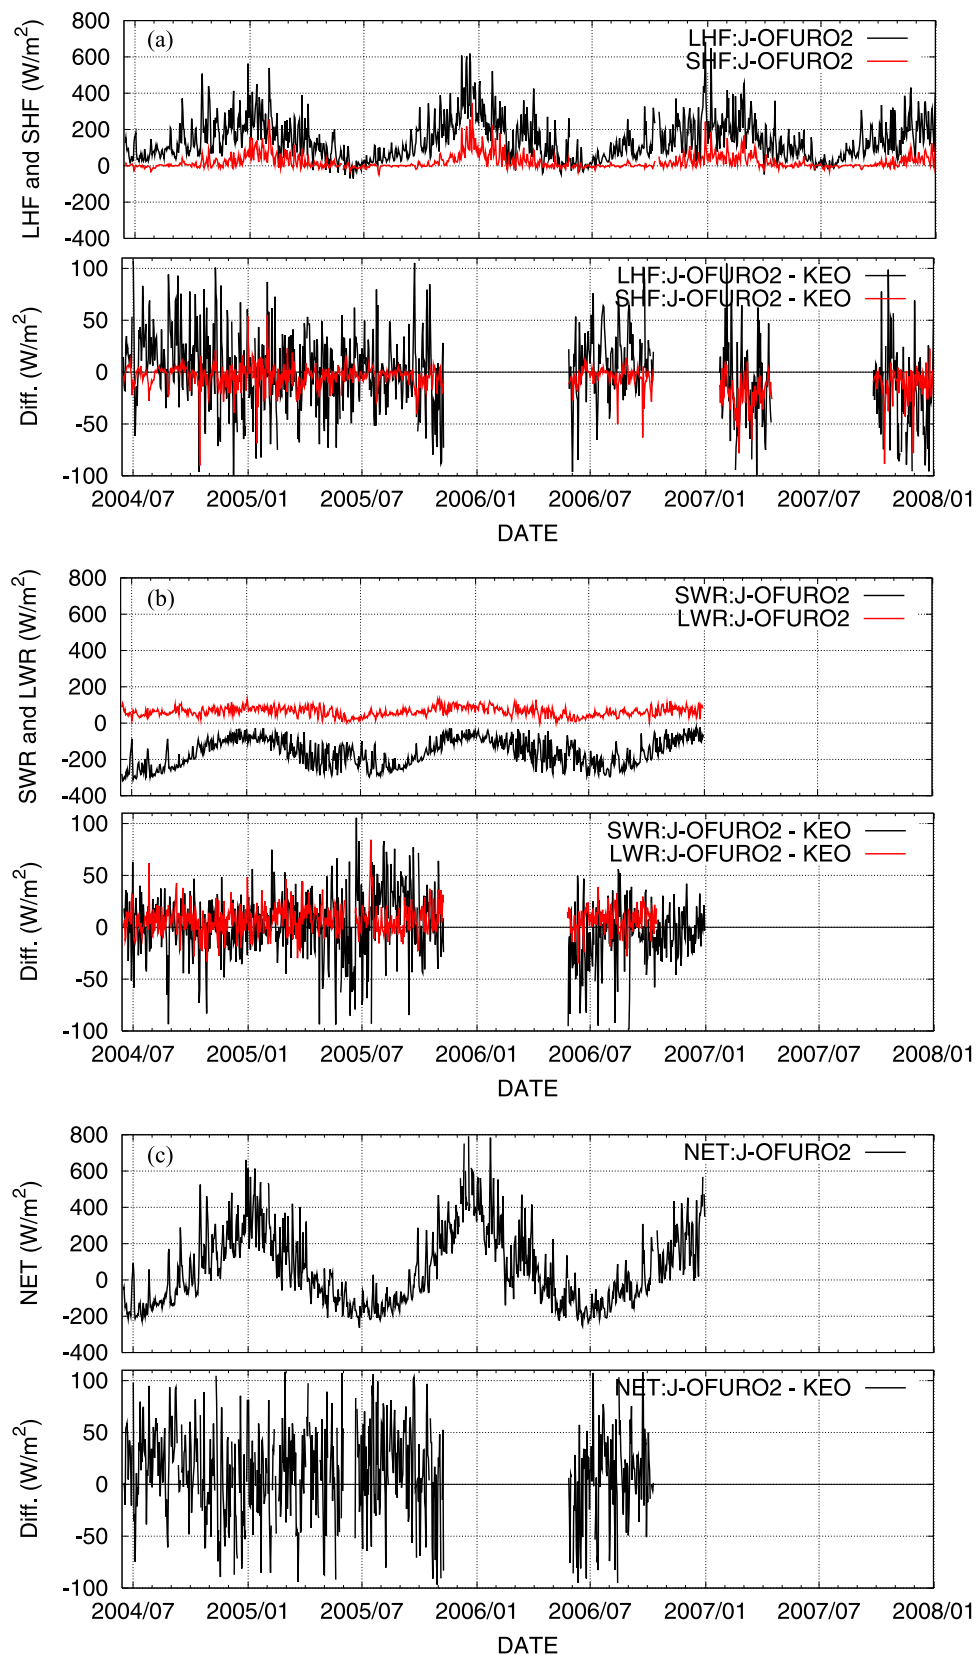 (a)
LHF:J-OFURO2
SHF:J-OFURO2
LHF and SHF (W/m²)
800
600
400
200
0
-200
-400
LHF:J-OFURO2 - KEO
SHF:J-OFURO2 - KEO
Diff. (W/m²)
100
50
0
-50
-100
2004/07 2005/01 2005/07 2006/01 2006/07 2007/01 2007/07 2008/01
DATE
(b)
SWR:J-OFURO2
LWR:J-OFURO2
SWR and LWR (W/m²)
800
600
400
200
0
-200
-400
SWR:J-OFURO2 - KEO
LWR:J-OFURO2 - KEO
Diff. (W/m²)
100
50
0
-50
-100
2004/07 2005/01 2005/07 2006/01 2006/07 2007/01 2007/07 2008/01
DATE
(c)
NET:J-OFURO2
NET (W/m²)
800
600
400
200
0
-200
-400
NET:J-OFURO2 - KEO
Diff. (W/m²)
100
50
0
-50
-100
2004/07 2005/01 2005/07 2006/01 2006/07 2007/01 2007/07 2008/01
DATE